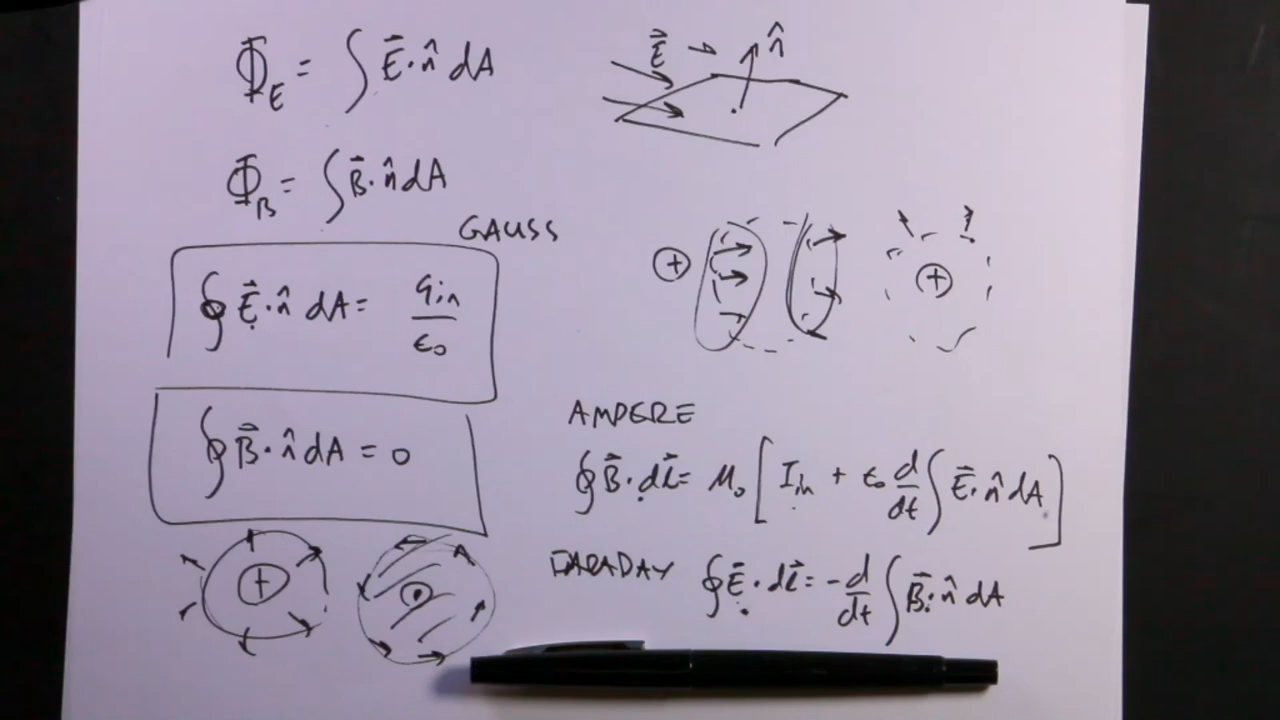 Φ_E = ∫ E⃗ · n̂ dA
E⃗ → n̂
Φ_B = ∫ B⃗ · n̂ dA
GAUSS
∮ E⃗ · n̂ dA = q_in / ϵ₀
+ +
∮ B⃗ · n̂ dA = 0
AMPERE
∮ B⃗ · dl⃗ = μ₀ [ I_in + ϵ₀ d/dt ∫ E⃗ · n̂ dA ]
FARADAY ∮ E⃗ · dl⃗ = - d/dt ∫ B⃗ · n̂ dA
+